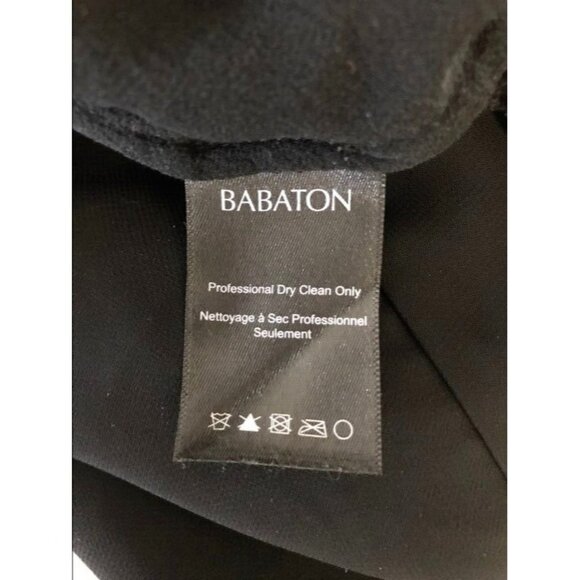 BABATON
Professional Dry Clean Only
Nettoyage à Sec Professionnel
Seulement